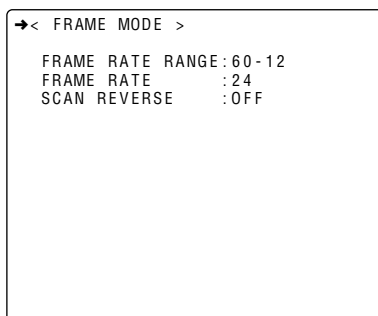 ➔< FRAME MODE >
FRAME RATE RANGE:60-12
FRAME RATE :24
SCAN REVERSE :OFF